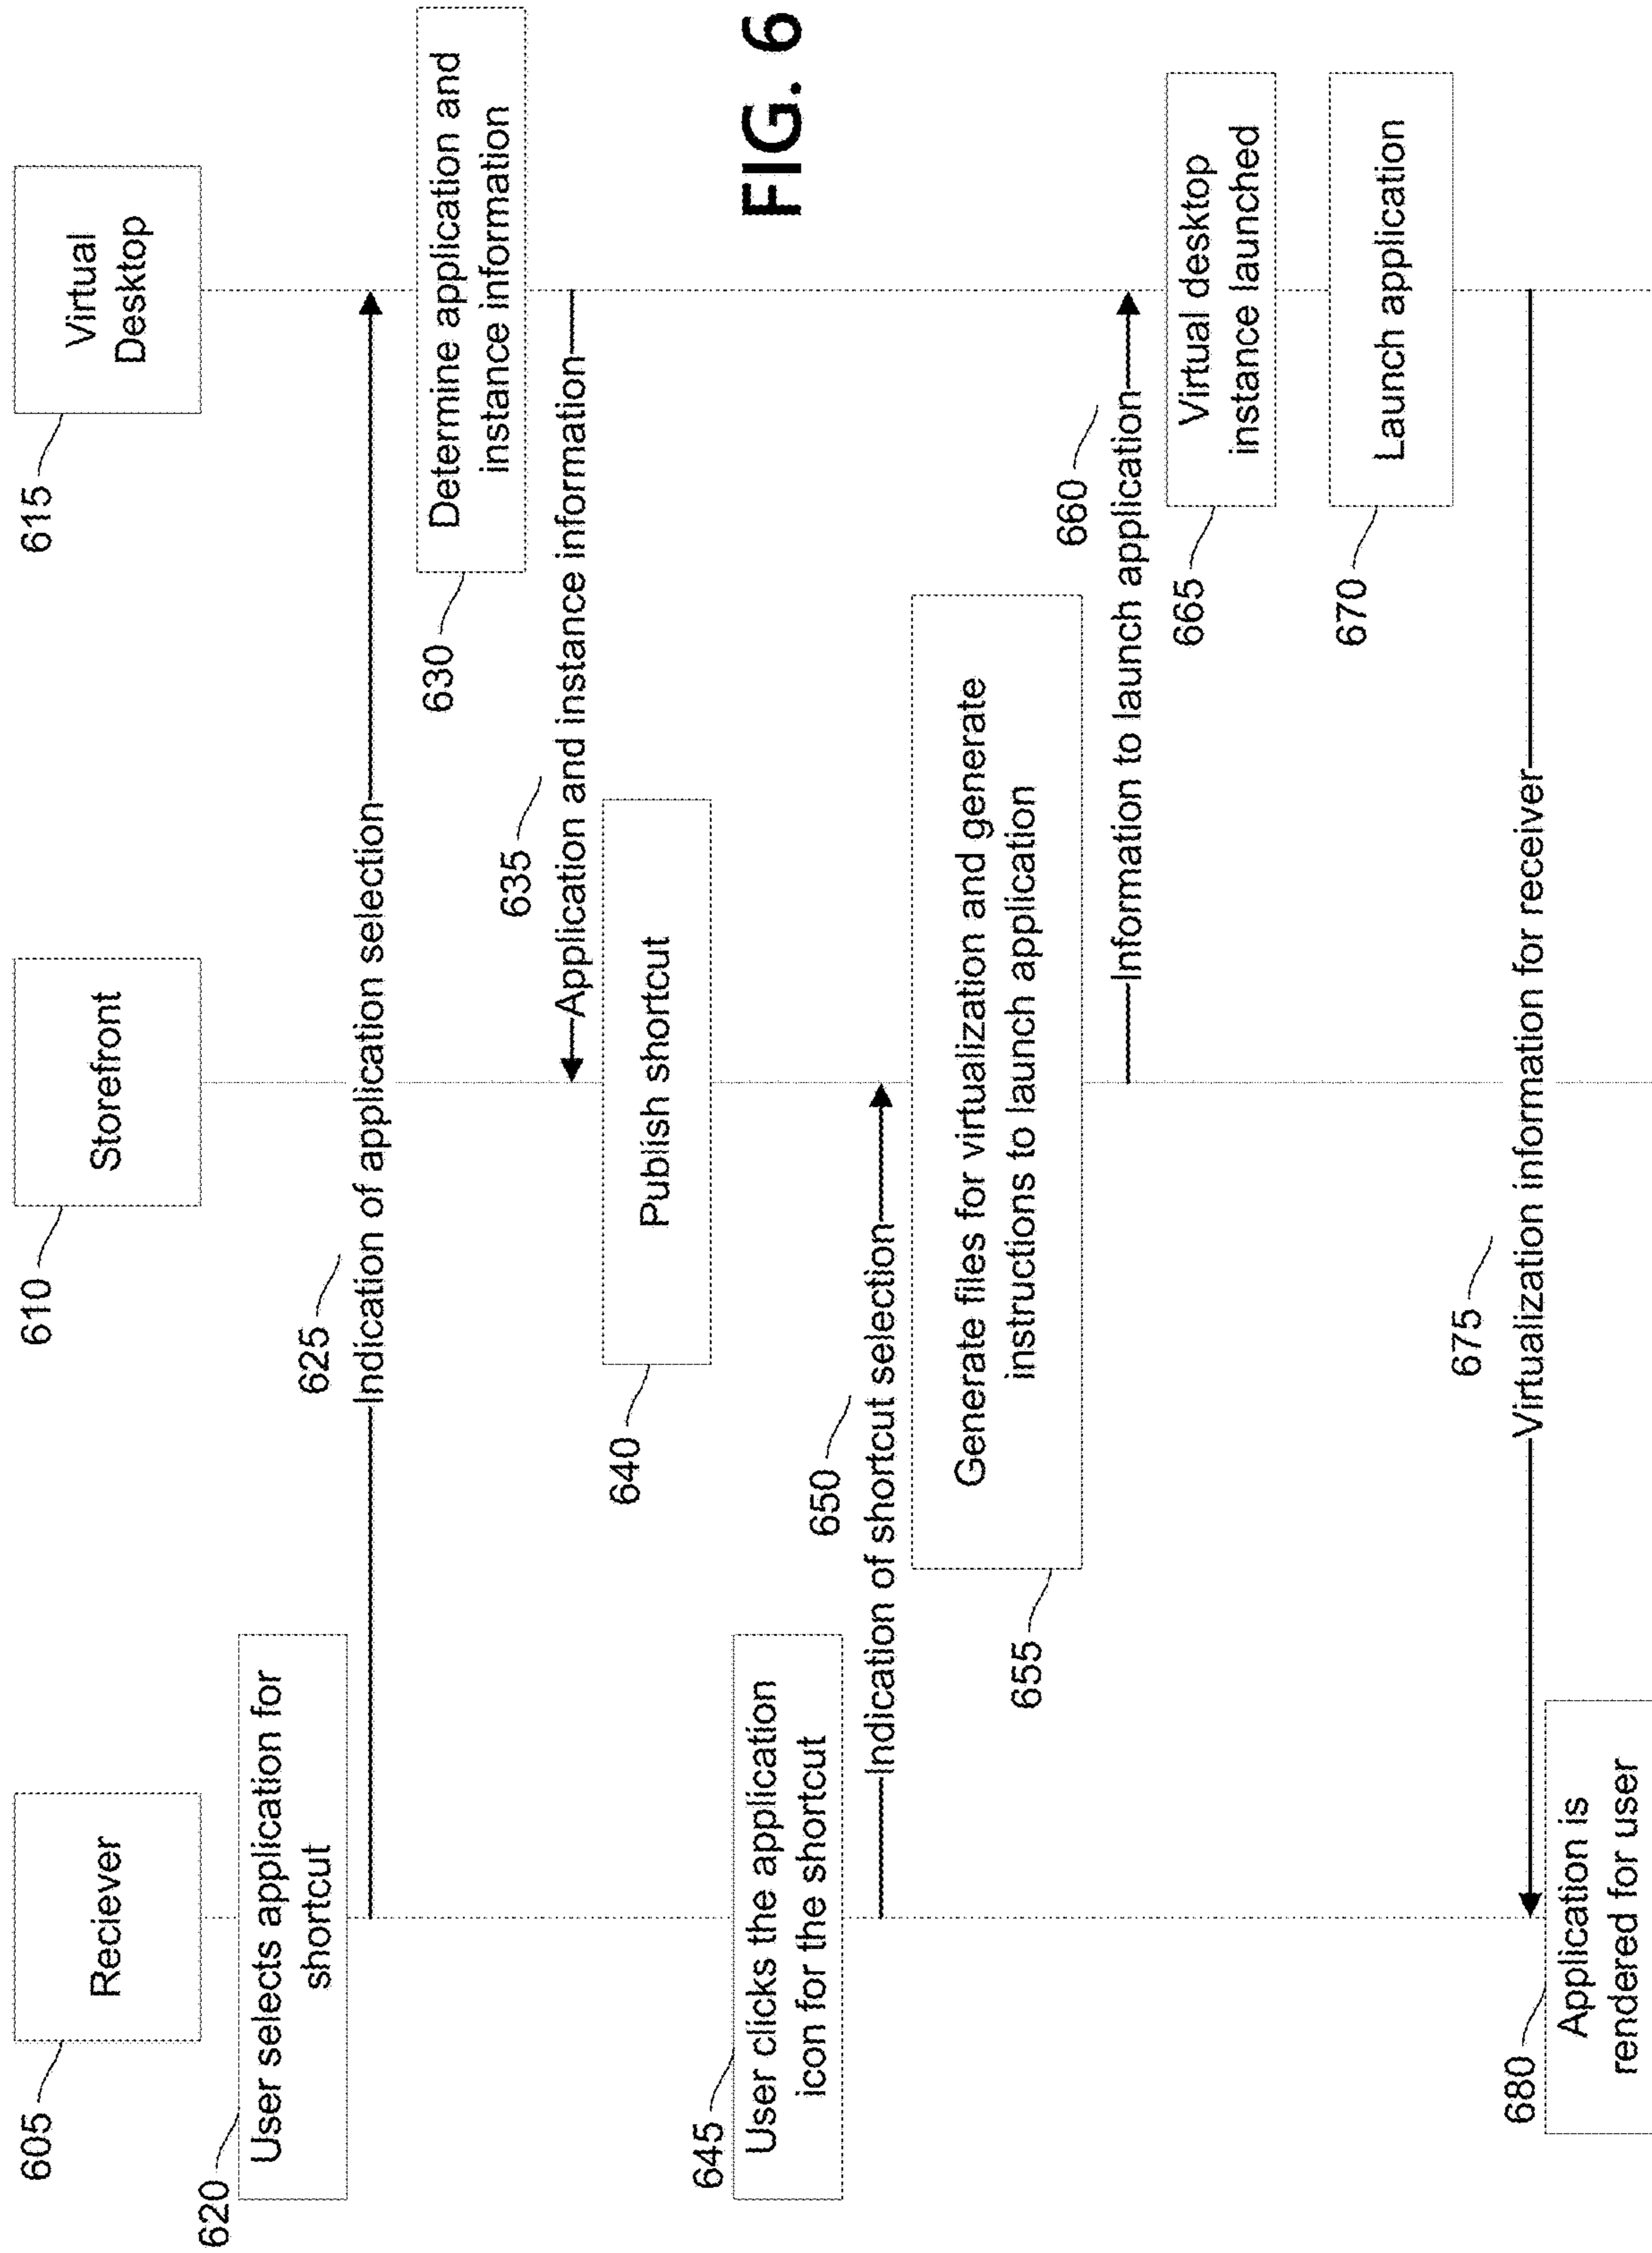 605
Reciever
610
Storefront
615
Virtual
Desktop
620
User selects application for
shortcut
625
Indication of application selection
630
Determine application and
instance information
635
Application and instance information
640
Publish shortcut
645
User clicks the application
icon for the shortcut
650
Indication of shortcut selection
655
Generate files for virtualization and generate
instructions to launch application
660
Information to launch application
665
Virtual desktop
instance launched
670
Launch application
675
Virtualization information for receiver
680
Application is
rendered for user
FIG. 6